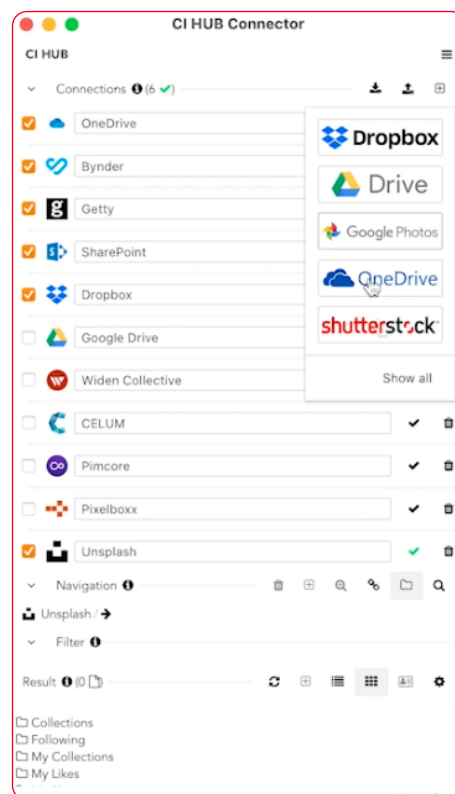 CI HUB Connector
CI HUB
Connections (6 ✓)
OneDrive
Bynder
Getty
SharePoint
Dropbox
Google Drive
Widen Collective
CELUM
Pimcore
Pixelboxx
Unsplash
Dropbox
Drive
Google Photos
OneDrive
shutterstock
Show all
Navigation
Unsplash /
Filter
Result (0)
Collections
Following
My Collections
My Likes